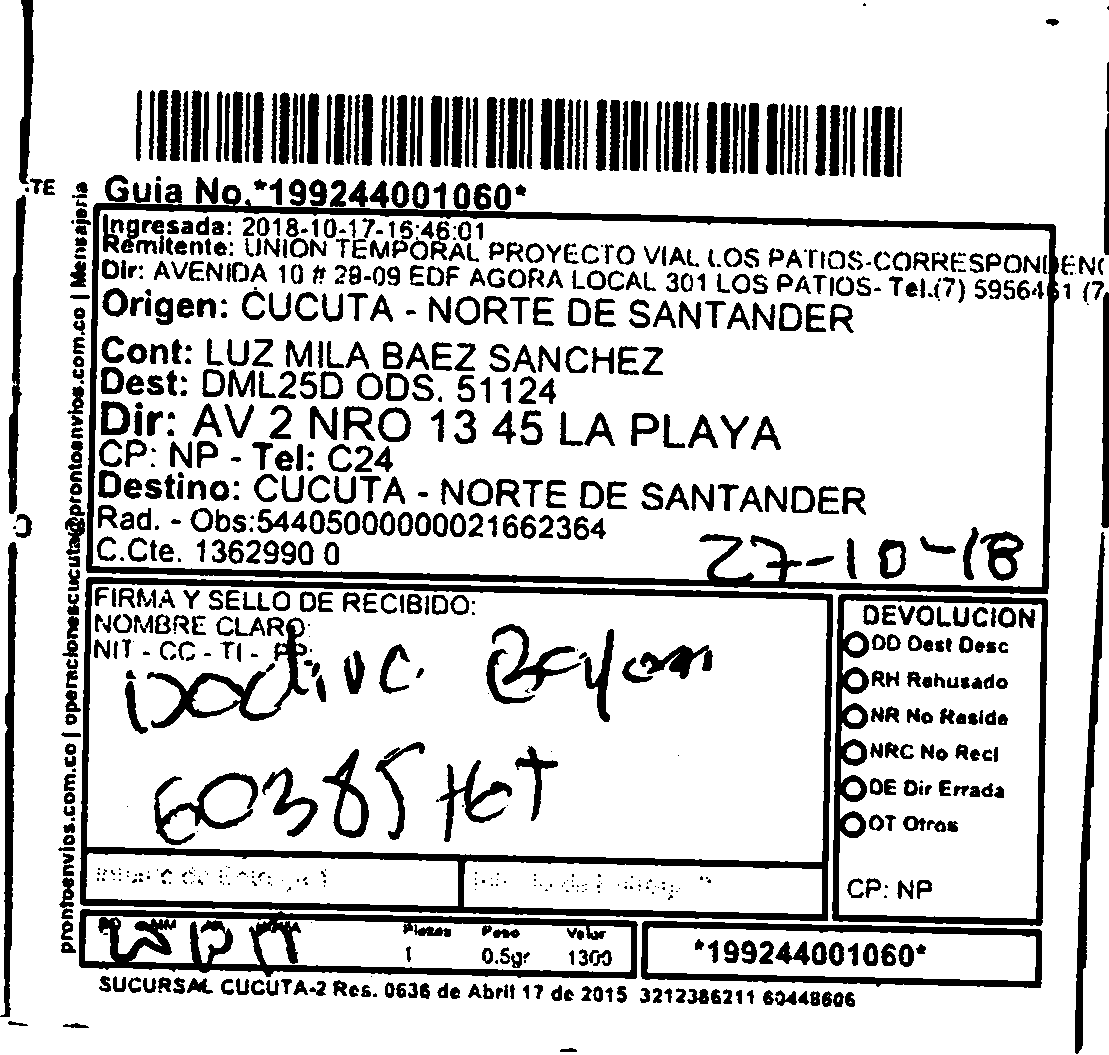 TE
Guia No.*199244001060*
Ingresada: 2018-10-17-16:46:01
Remitente: UNION TEMPORAL PROYECTO VIAL LOS PATIOS-CORRESPONDENC
Dir: AVENIDA 10 # 28-09 EDF AGORA LOCAL 301 LOS PATIOS- Tel.(7) 5956461 (7
Origen: CUCUTA - NORTE DE SANTANDER
Cont: LUZ MILA BAEZ SANCHEZ
Dest: DML25D ODS. 51124
Dir: AV 2 NRO 13 45 LA PLAYA
CP: NP - Tel: C24
Destino: CUCUTA - NORTE DE SANTANDER
Rad. - Obs:54405000000021662364
C.Cte. 1362990 0
27-10-18
prontoenvios.com.co | operacionescucuta@prontoenvios.com.co | Mensajeria
FIRMA Y SELLO DE RECIBIDO:
NOMBRE CLARO:
NIT - CC - TI - PP:
DEVOLUCION
DD Dest Desc
RH Rehusado
NR No Reside
NRC No Recl
DE Dir Errada
OT Otros
CP: NP
Piezas Peso Valor
1 0.5gr 1300
*199244001060*
SUCURSAL CUCUTA-2 Res. 0636 de Abril 17 de 2015 3212386211 60448606